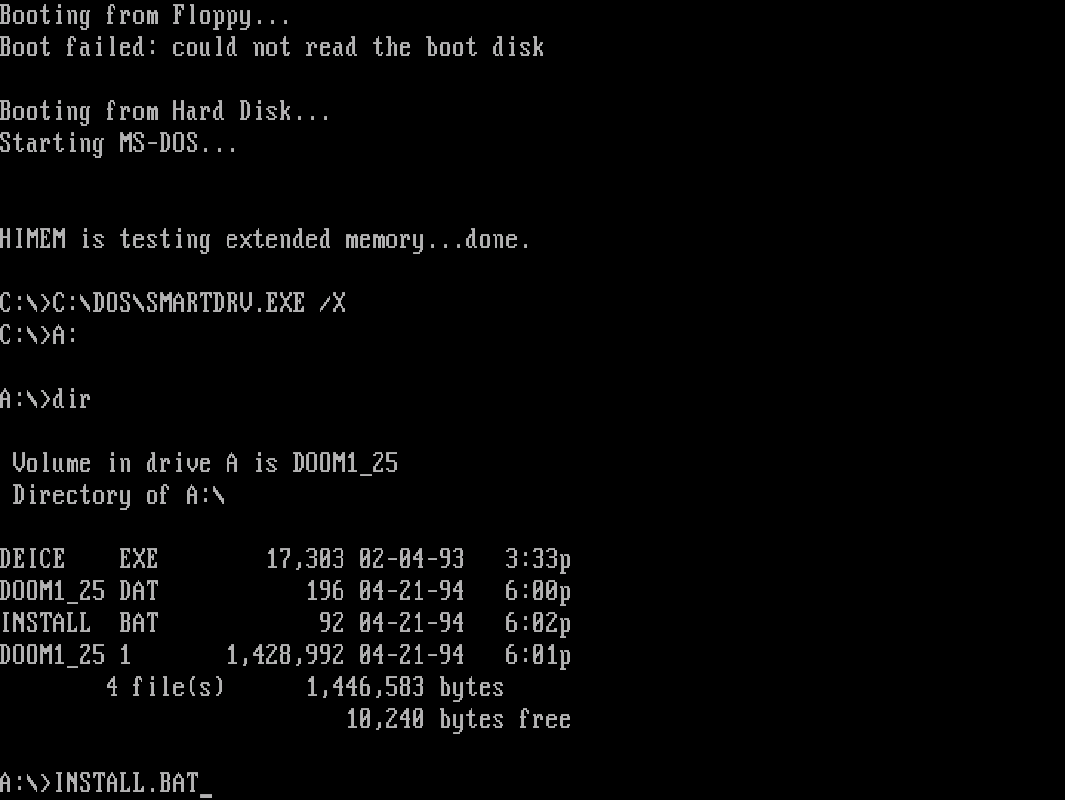 Booting from Floppy...
Boot failed: could not read the boot disk
Booting from Hard Disk...
Starting MS-DOS...
HIMEM is testing extended memory...done.
C:\>C:\DOS\SMARTDRV.EXE /X
C:\>A:
A:\>dir
Volume in drive A is DOOM1_25
Directory of A:\
DEICE    EXE        17,303 02-04-93   3:33p
DOOM1_25 DAT           196 04-21-94   6:00p
INSTALL  BAT            92 04-21-94   6:02p
DOOM1_25 1       1,428,992 04-21-94   6:01p
4 file(s)      1,446,583 bytes
10,240 bytes free
A:\>INSTALL.BAT_